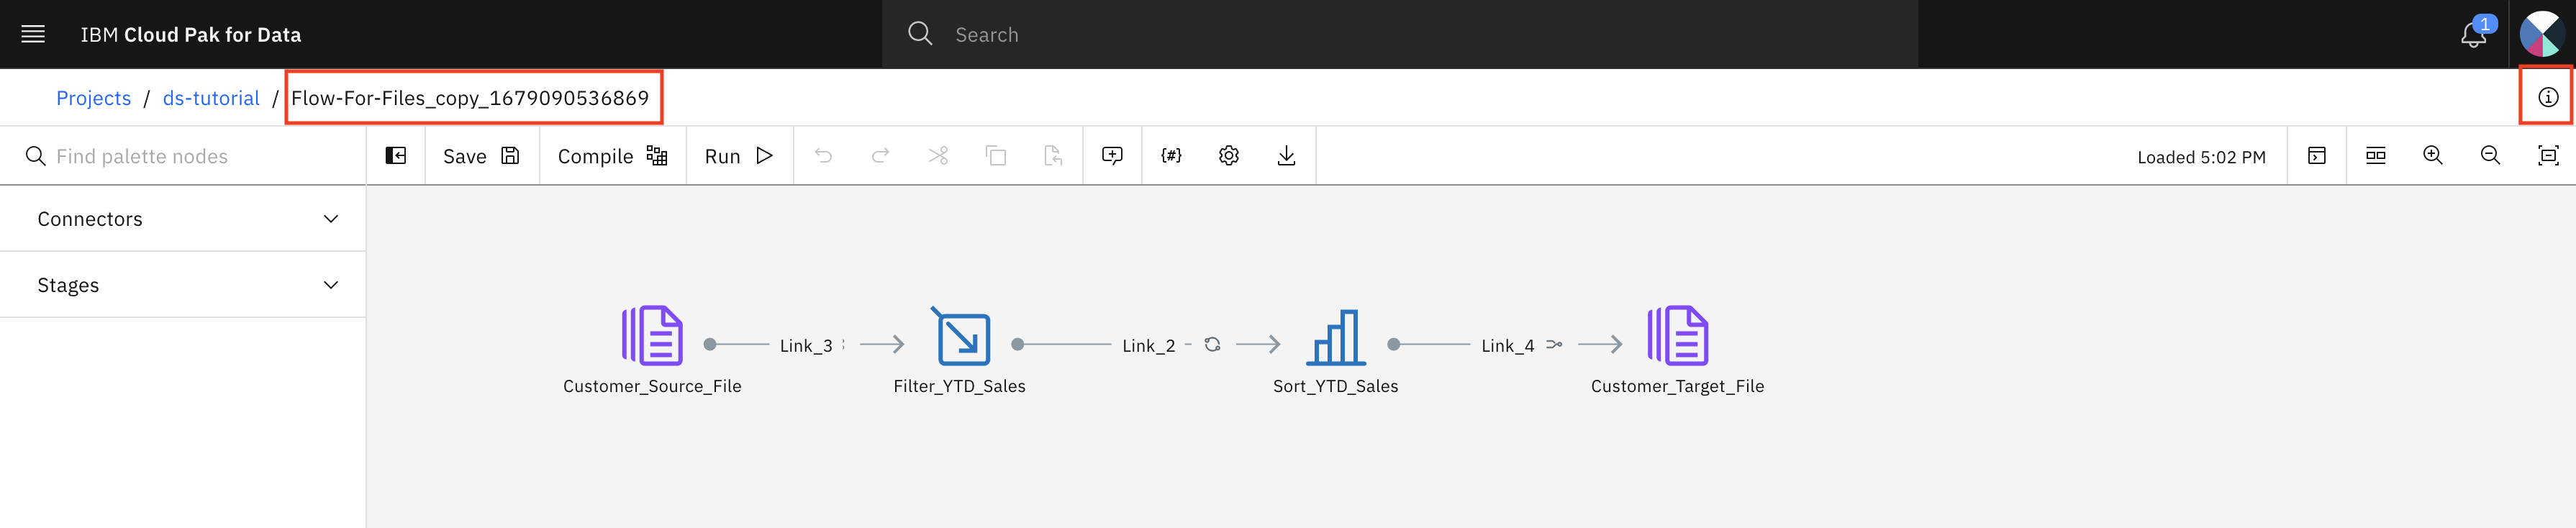 IBM Cloud Pak for Data
Search
1
Projects / ds-tutorial / Flow-For-Files_copy_1679090536869
Find palette nodes
Save
Compile
Run
{#}
Loaded 5:02 PM
Connectors
Stages
Link_3
Link_2
Link_4
Customer_Source_File
Filter_YTD_Sales
Sort_YTD_Sales
Customer_Target_File